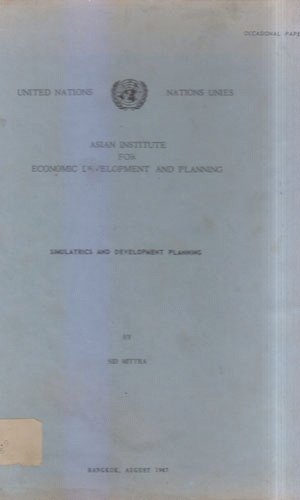 OCCASIONAL PAPE
UNITED NATIONS NATIONS UNIES
ASIAN INSTITUTE
FOR
ECONOMIC DEVELOPMENT AND PLANNING
SIMULATRICS AND DEVELOPMENT PLANNING
BY
SID MITTRA
BANGKOK, AUGUST 1967